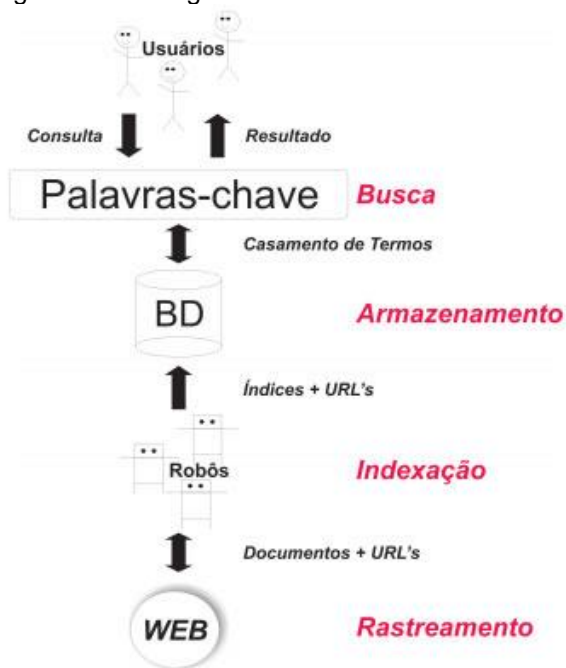 Usuários
Consulta Resultado
Palavras-chave Busca
Casamento de Termos
BD Armazenamento
Índices + URL's
Robôs Indexação
Documentos + URL's
WEB Rastreamento